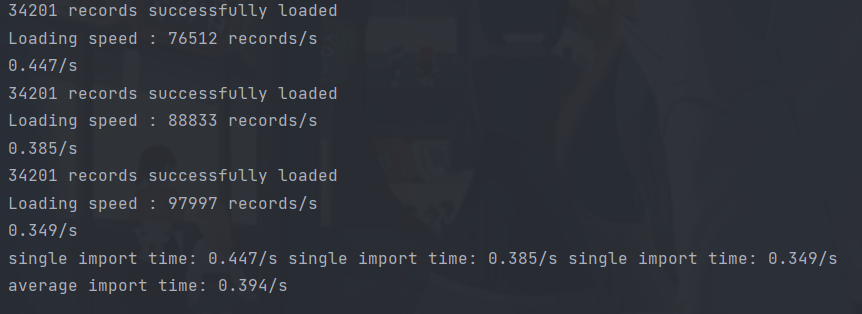 34201 records successfully loaded
Loading speed : 76512 records/s
0.447/s
34201 records successfully loaded
Loading speed : 88833 records/s
0.385/s
34201 records successfully loaded
Loading speed : 97997 records/s
0.349/s
single import time: 0.447/s single import time: 0.385/s single import time: 0.349/s
average import time: 0.394/s